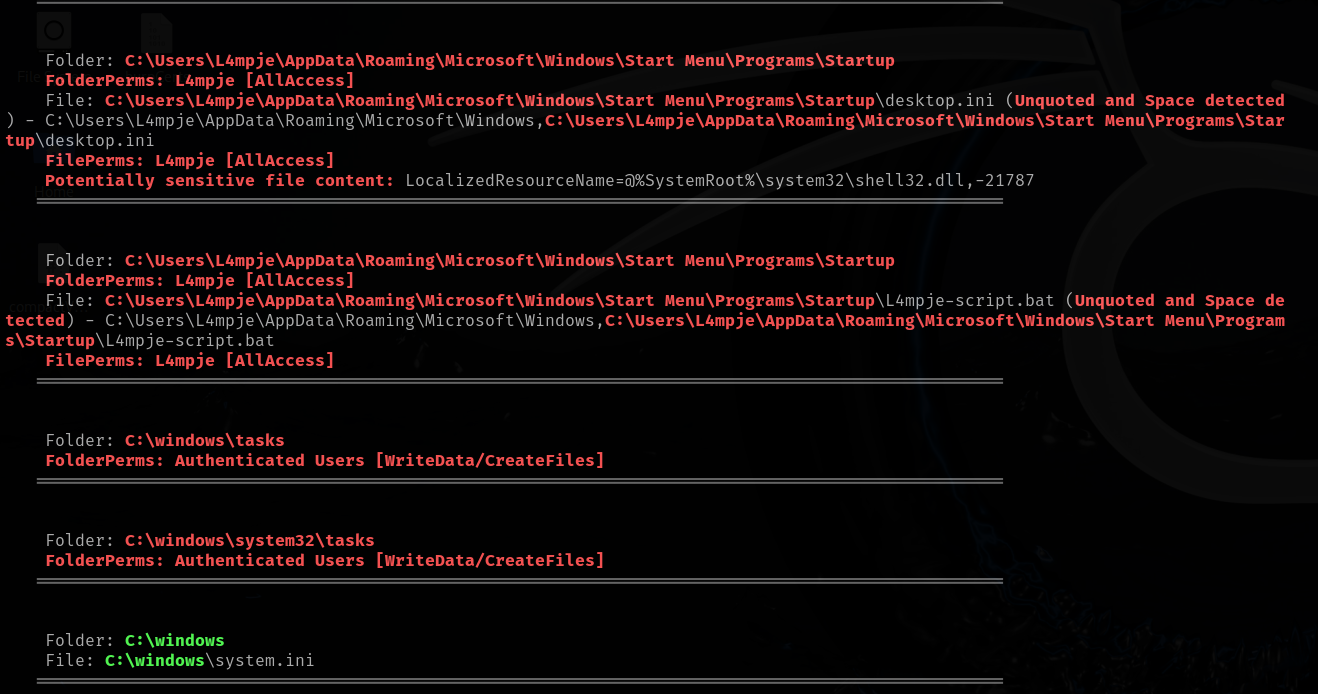 Folder: C:\Users\L4mpje\AppData\Roaming\Microsoft\Windows\Start Menu\Programs\Startup
FolderPerms: L4mpje [AllAccess]
File: C:\Users\L4mpje\AppData\Roaming\Microsoft\Windows\Start Menu\Programs\Startup\desktop.ini (Unquoted and Space detected
) - C:\Users\L4mpje\AppData\Roaming\Microsoft\Windows,C:\Users\L4mpje\AppData\Roaming\Microsoft\Windows\Start Menu\Programs\Star
tup\desktop.ini
FilePerms: L4mpje [AllAccess]
Potentially sensitive file content: LocalizedResourceName=@%SystemRoot%\system32\shell32.dll,-21787
Folder: C:\Users\L4mpje\AppData\Roaming\Microsoft\Windows\Start Menu\Programs\Startup
FolderPerms: L4mpje [AllAccess]
File: C:\Users\L4mpje\AppData\Roaming\Microsoft\Windows\Start Menu\Programs\Startup\L4mpje-script.bat (Unquoted and Space de
tected) - C:\Users\L4mpje\AppData\Roaming\Microsoft\Windows,C:\Users\L4mpje\AppData\Roaming\Microsoft\Windows\Start Menu\Program
s\Startup\L4mpje-script.bat
FilePerms: L4mpje [AllAccess]
Folder: C:\windows\tasks
FolderPerms: Authenticated Users [WriteData/CreateFiles]
Folder: C:\windows\system32\tasks
FolderPerms: Authenticated Users [WriteData/CreateFiles]
Folder: C:\windows
File: C:\windows\system.ini